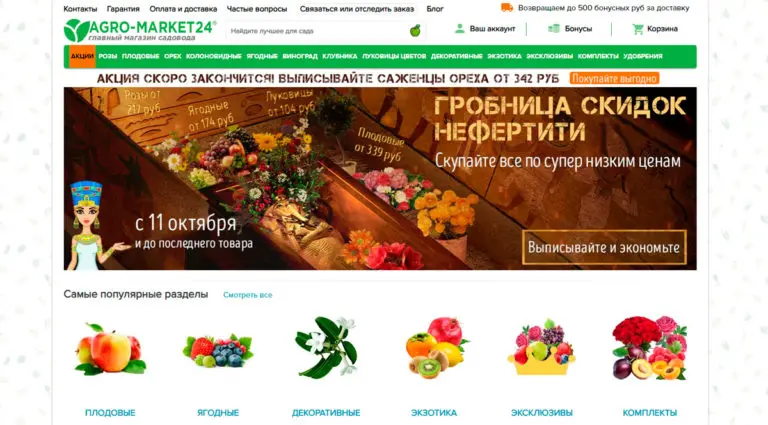 Контакты Гарантия Оплата и доставка Частые вопросы Связаться или отследить заказ Блог
Возвращаем до 500 бонусных руб за доставку
AGRO-MARKET24®
главный магазин садовода
Найдите лучшее для сада
Ваш аккаунт
Бонусы
Корзина
АКЦИИ РОЗЫ ПЛОДОВЫЕ ОРЕХ КОЛОНОВИДНЫЕ ЯГОДНЫЕ ВИНОГРАД КЛУБНИКА ЛУКОВИЦЫ ЦВЕТОВ ДЕКОРАТИВНЫЕ ЭКЗОТИКА ЭКСКЛЮЗИВЫ КОМПЛЕКТЫ УДОБРЕНИЯ
АКЦИЯ СКОРО ЗАКОНЧИТСЯ! ВЫПИСЫВАЙТЕ САЖЕНЦЫ ОРЕХА ОТ 342 РУБ Покупайте выгодно
Розы от
217 руб
Ягодные
от 174 руб
Луковицы
от 104 руб
Плодовые
от 339 руб
ГРОБНИЦА СКИДОК
НЕФЕРТИТИ
Скупайте все по супер низким ценам
с 11 октября
и до последнего товара
Выписывайте и экономьте
Самые популярные разделы Смотреть все
ПЛОДОВЫЕ ЯГОДНЫЕ ДЕКОРАТИВНЫЕ ЭКЗОТИКА ЭКСКЛЮЗИВЫ КОМПЛЕКТЫ